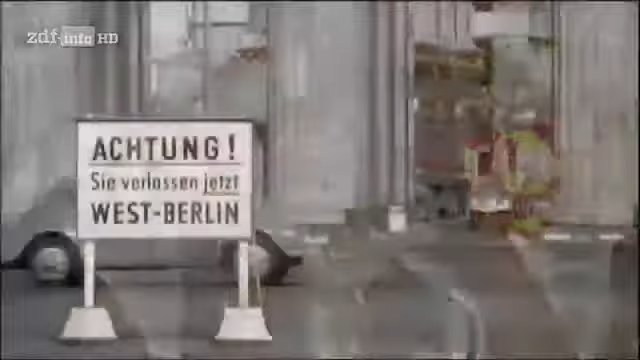 zdf-info HD
ACHTUNG!
Sie verlassen jetzt
WEST-BERLIN